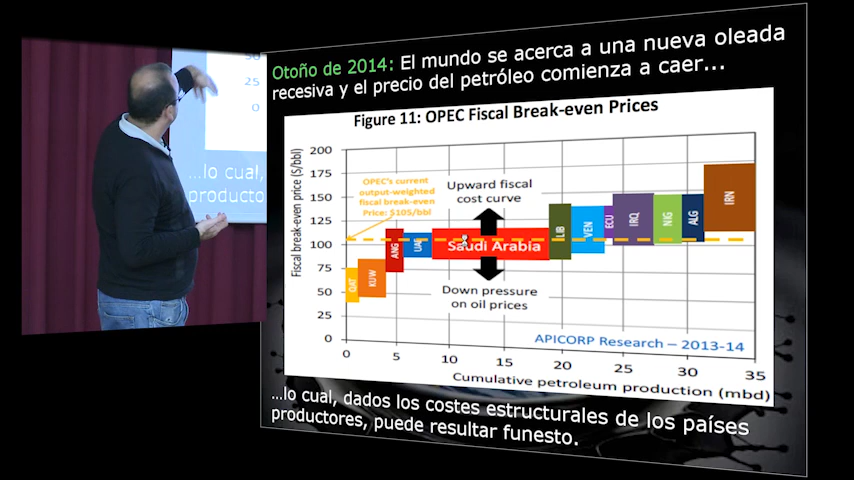 50
25
0
...lo cual,
producto
Otoño de 2014: El mundo se acerca a una nueva oleada
recesiva y el precio del petróleo comienza a caer...
Figure 11: OPEC Fiscal Break-even Prices
Fiscal break-even price ($/bbl)
200
175
150
125
100
75
50
25
0
OPEC's current
output-weighted
fiscal break-even
Price: $105/bbl
Upward fiscal
cost curve
QAT
KUW
ANG
UAE
Saudi Arabia
LIB
VEN
ECU
IRQ
NIG
ALG
IRN
Down pressure
on oil prices
APICORP Research – 2013-14
0
5
10
15
20
25
30
35
Cumulative petroleum production (mbd)
...lo cual, dados los costes estructurales de los países
productores, puede resultar funesto.